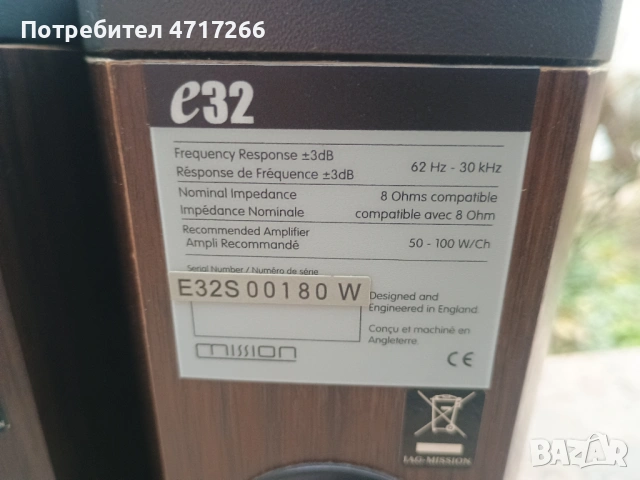 Потребител 4717266
e32
Frequency Response ±3dB
Résponse de Fréquence ±3dB
62 Hz - 30 kHz
Nominal Impedance
8 Ohms compatible
Impédance Nominale
compatible avec 8 Ohm
Recommended Amplifier
Ampli Recommandé
50 - 100 W/Ch
Serial Number / Numéro de série
E32S 00180 W
Designed and
Engineered in England.
Conçu et machiné en
Angleterre.
mission
CE
IAG-MISSION
BAZAR